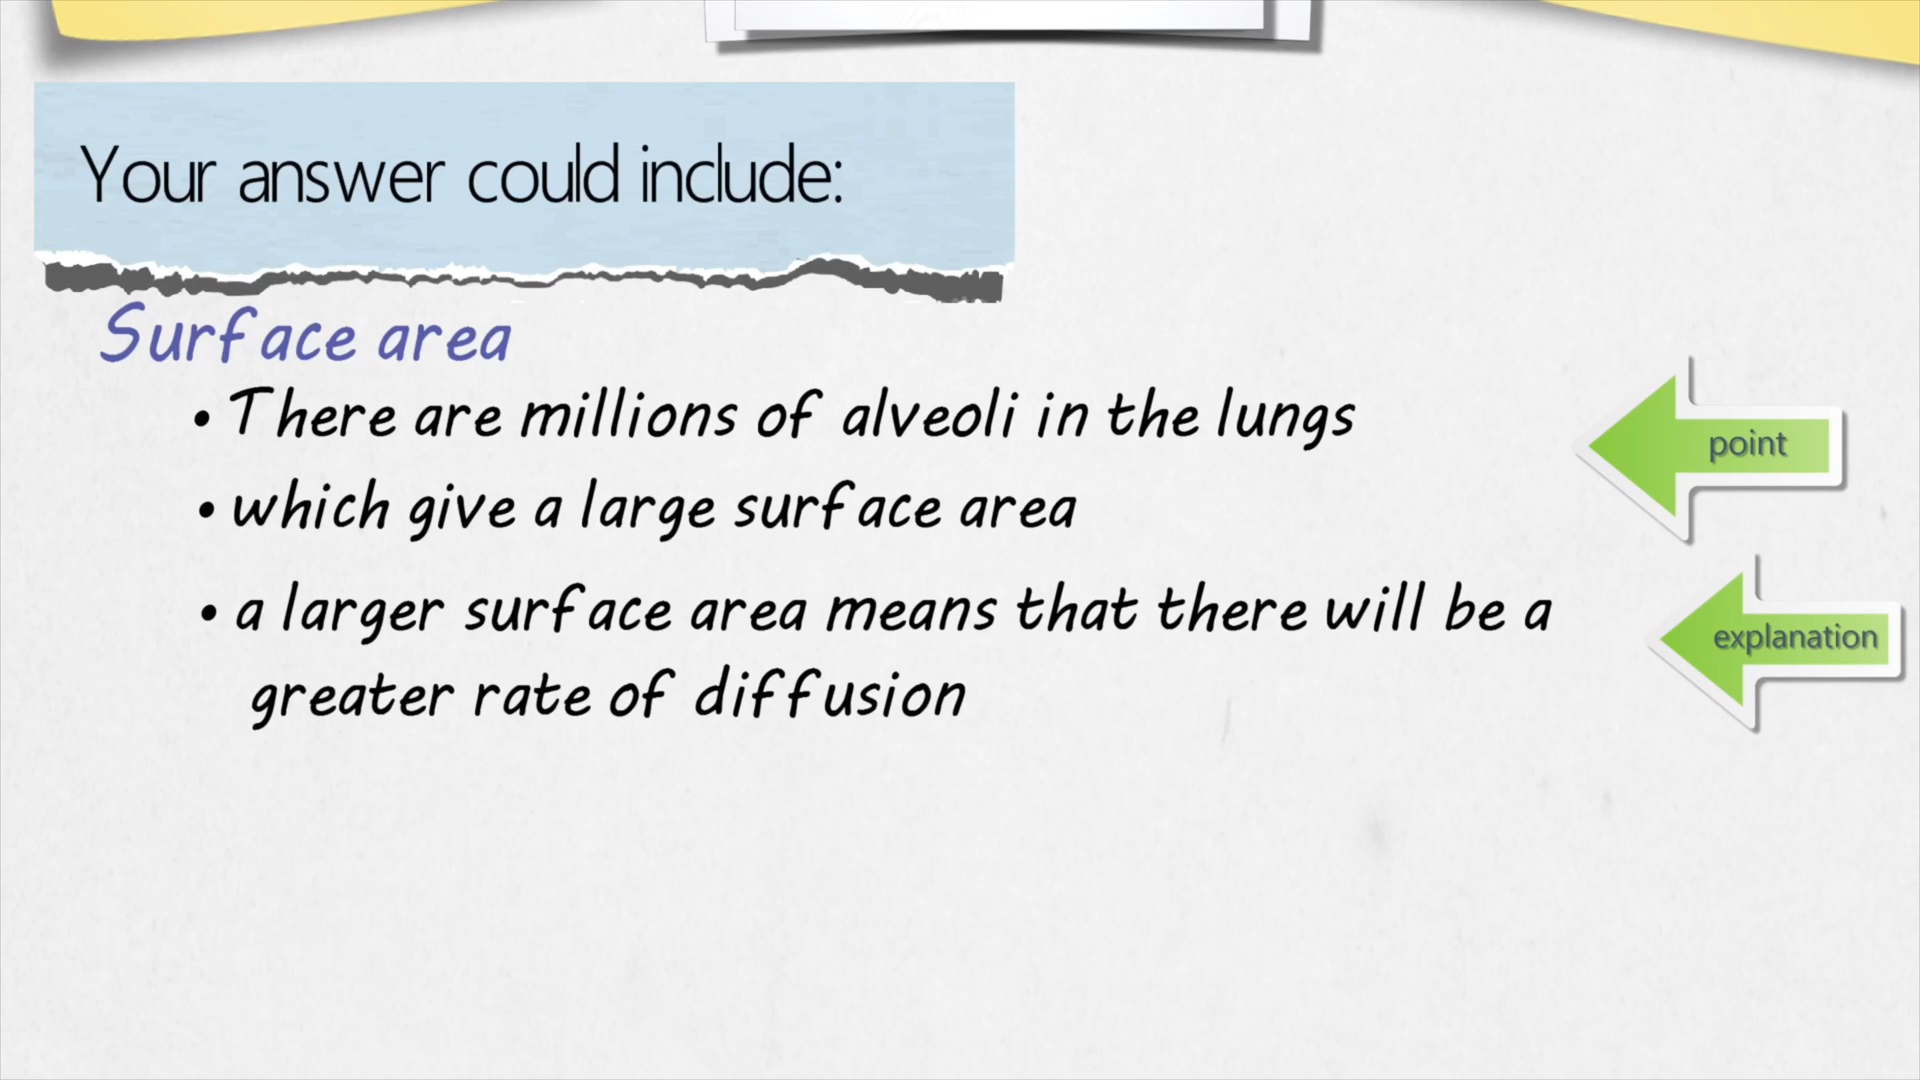 Your answer could include:
Surface area
• There are millions of alveoli in the lungs
point
• which give a large surface area
• a larger surface area means that there will be a
explanation
greater rate of diffusion